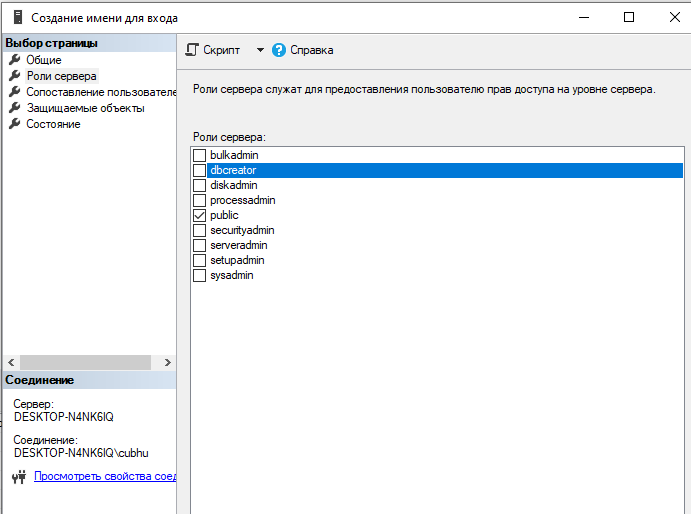 Создание имени для входа
Выбор страницы
Общие
Роли сервера
Сопоставление пользователе
Защищаемые объекты
Состояние
Скрипт
Справка
Роли сервера служат для предоставления пользователю прав доступа на уровне сервера.
Роли сервера:
bulkadmin
dbcreator
diskadmin
processadmin
public
securityadmin
serveradmin
setupadmin
sysadmin
Соединение
Сервер:
DESKTOP-N4NK6IQ
Соединение:
DESKTOP-N4NK6IQ\cubhu
Просмотреть свойства соед